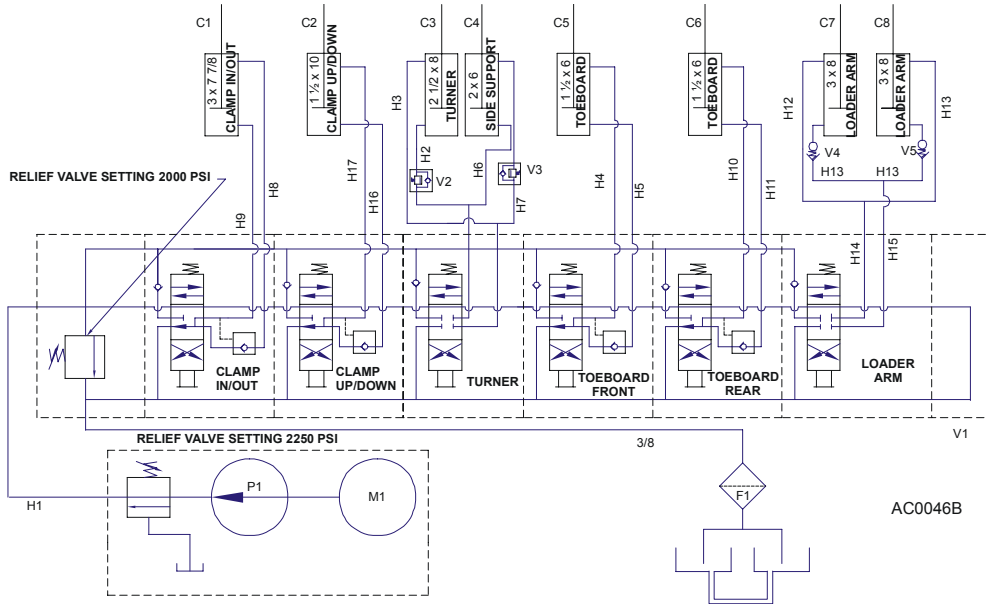 C1
C2
C3
C4
C5
C6
C7
C8
3 x 7 7/8
CLAMP IN/OUT
1 ½ x 10
CLAMP UP/DOWN
2 1/2 x 8
TURNER
2 x 6
SIDE SUPPORT
1 ½ x 6
TOEBOARD
1 ½ x 6
TOEBOARD
3 x 8
LOADER ARM
3 x 8
LOADER ARM
H3
H12
H13
H2
V2
H6
V3
H7
V4
V5
H13
H13
RELIEF VALVE SETTING 2000 PSI
H9
H8
H17
H16
H4
H5
H10
H11
H14
H15
CLAMP
IN/OUT
CLAMP
UP/DOWN
TURNER
TOEBOARD
FRONT
TOEBOARD
REAR
LOADER
ARM
V1
RELIEF VALVE SETTING 2250 PSI
3/8
H1
P1
M1
F1
AC0046B